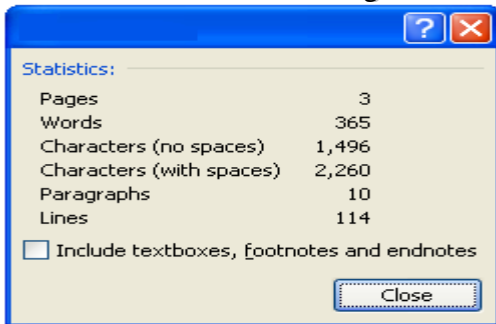 Statistics:
Pages 3
Words 365
Characters (no spaces) 1,496
Characters (with spaces) 2,260
Paragraphs 10
Lines 114
Include textboxes, footnotes and endnotes
Close